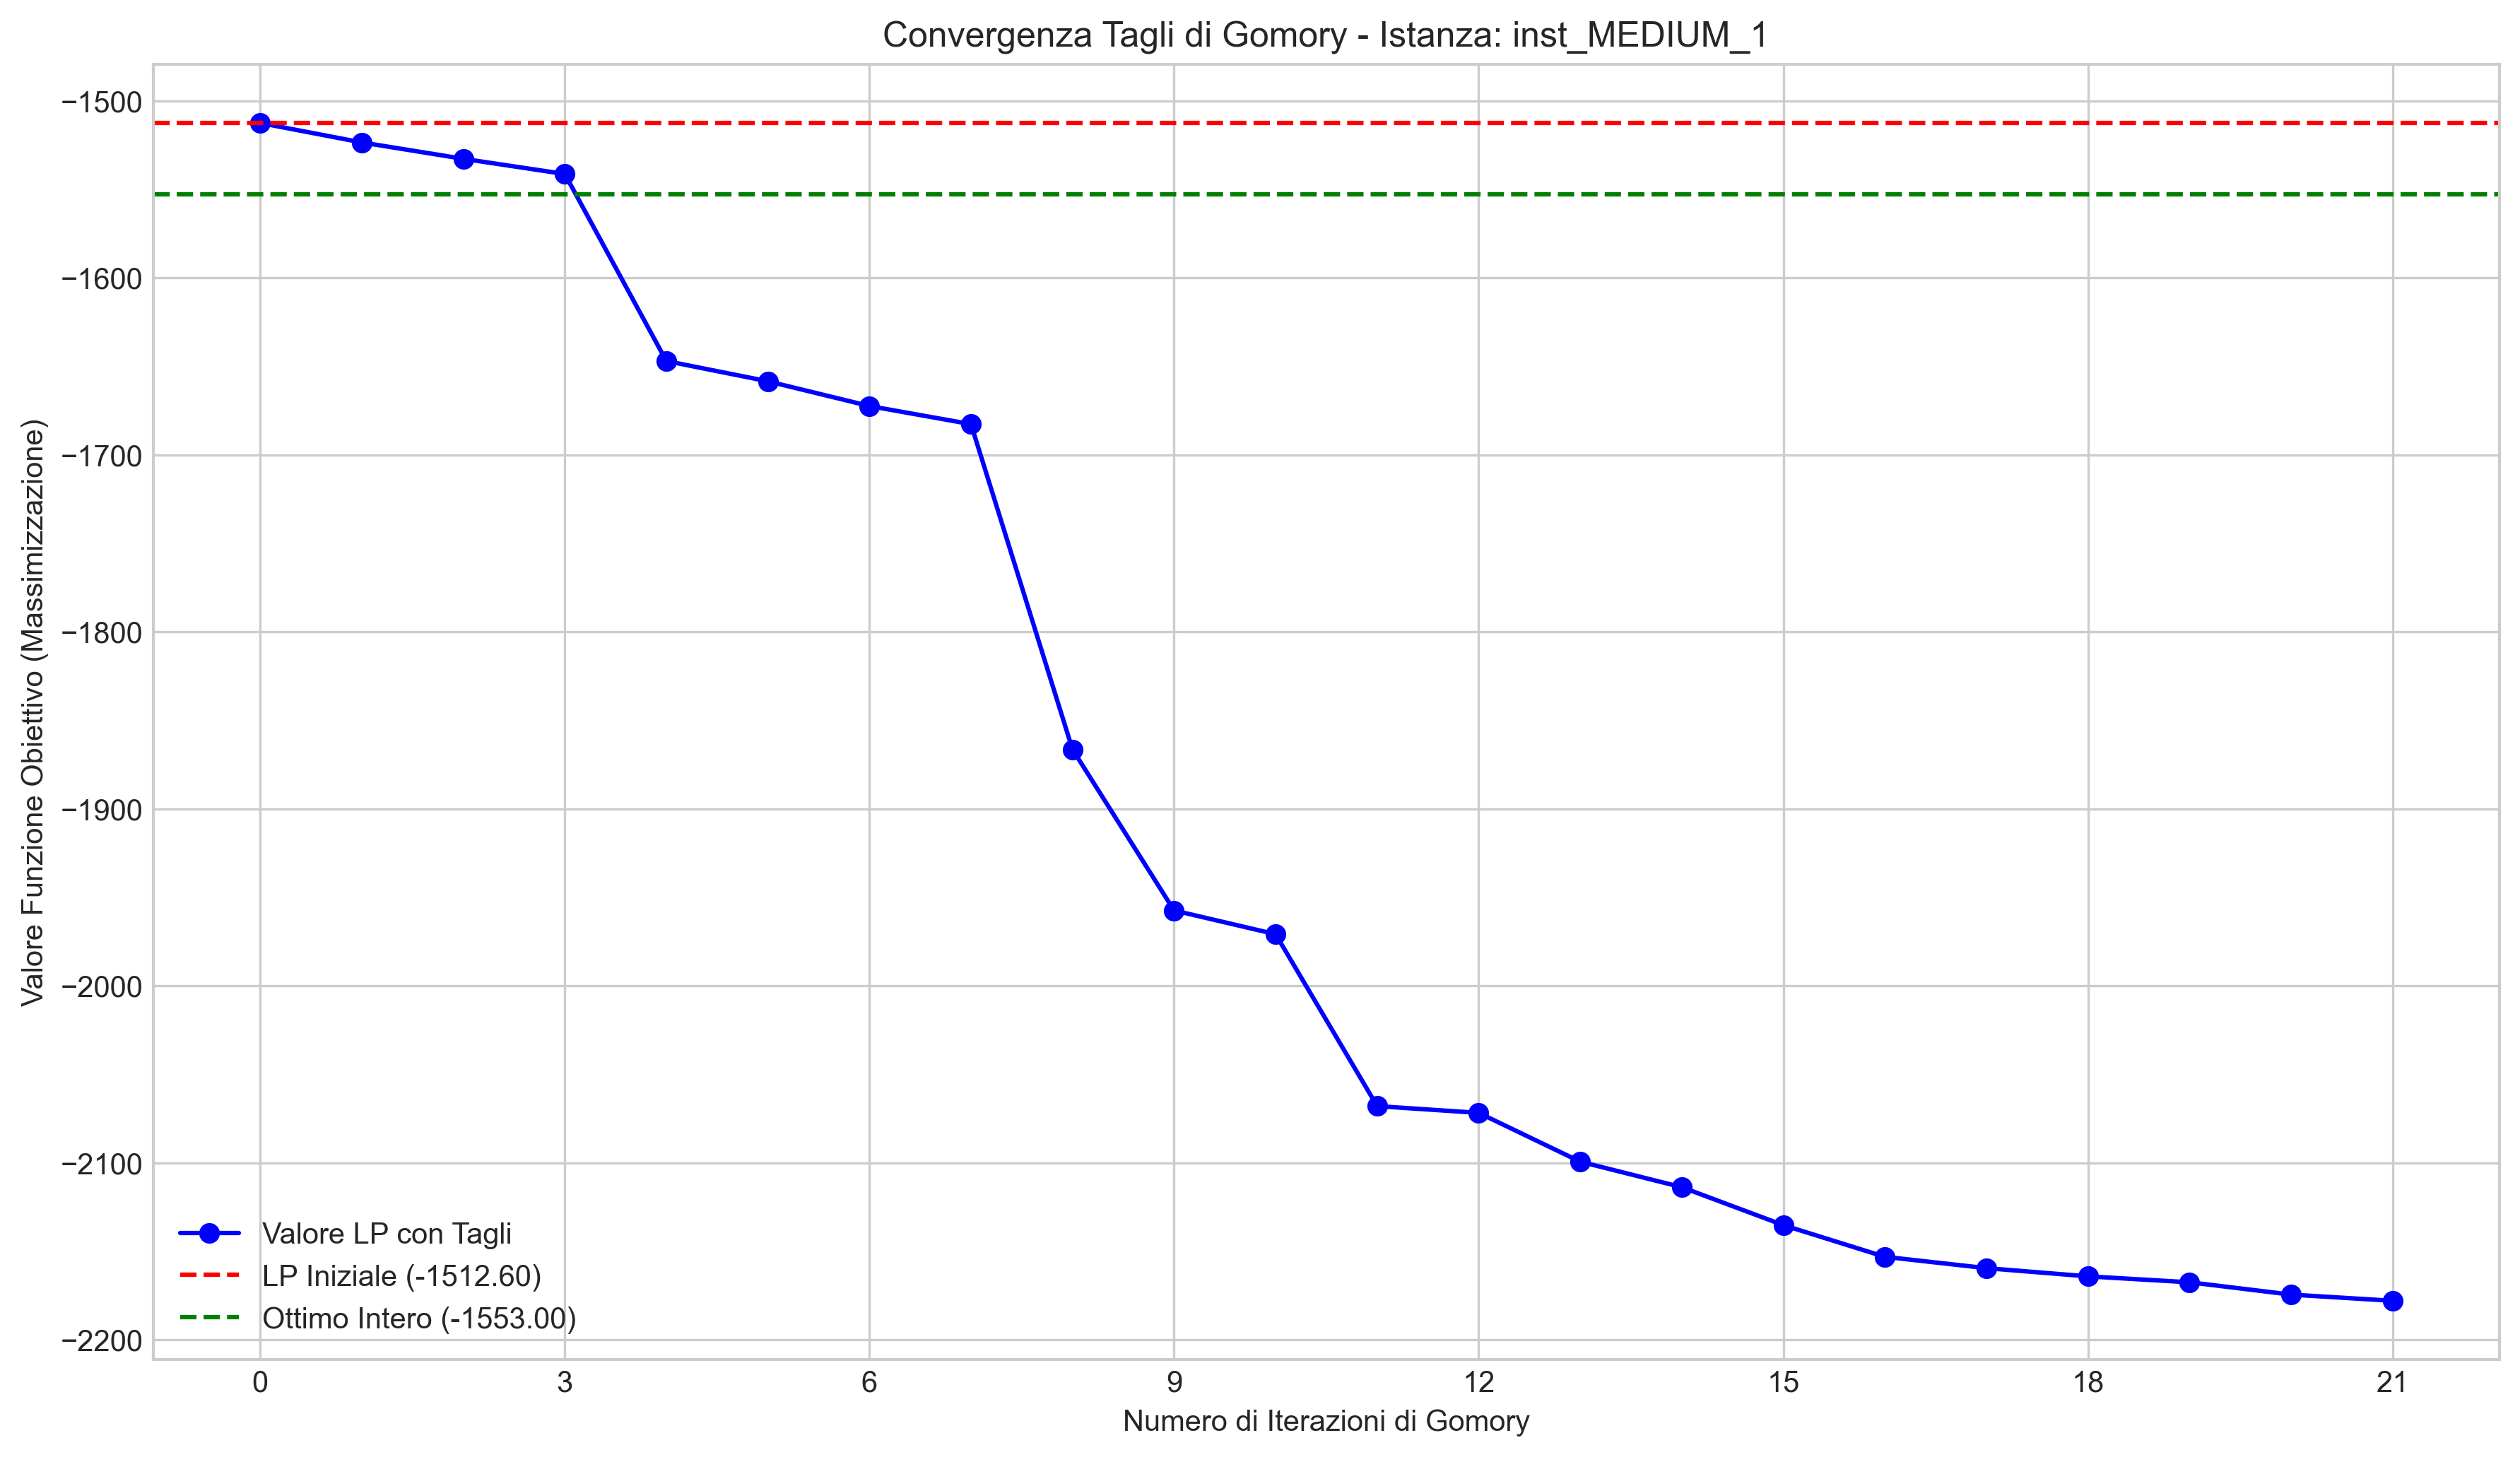 Convergenza Tagli di Gomory - Istanza: inst_MEDIUM_1
Valore Funzione Obiettivo (Massimizzazione)
−1500
−1600
−1700
−1800
−1900
−2000
−2100
−2200
Valore LP con Tagli
LP Iniziale (-1512.60)
Ottimo Intero (-1553.00)
0 3 6 9 12 15 18 21
Numero di Iterazioni di Gomory